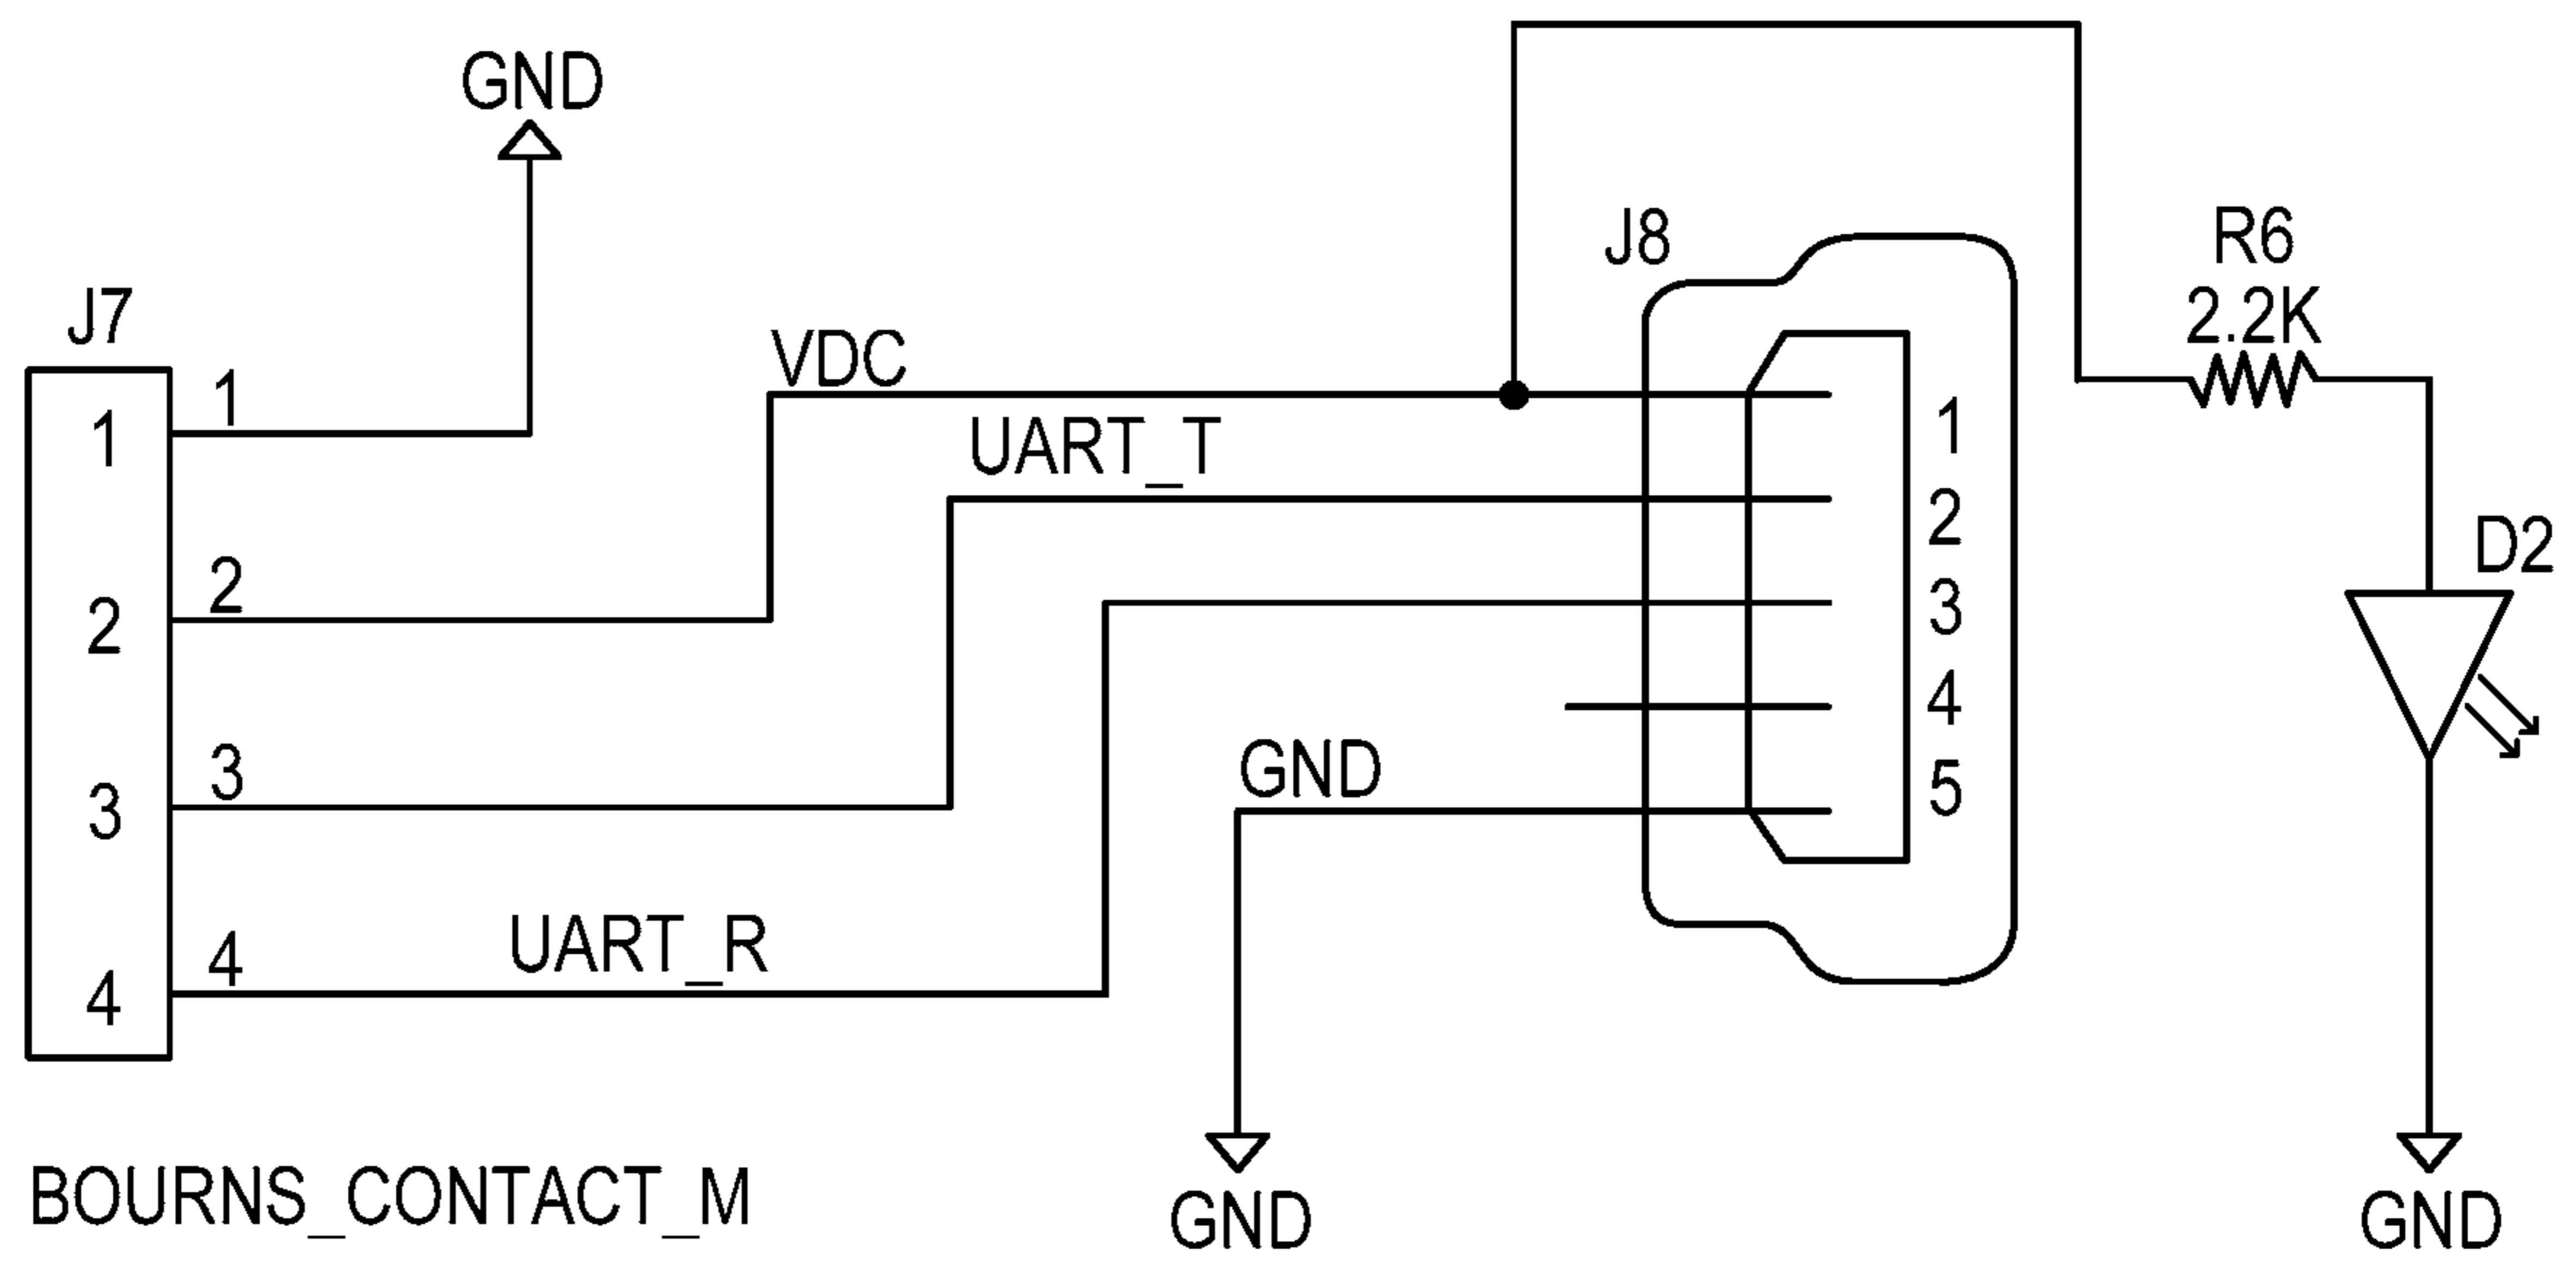 GND
J8
R6
2.2K
J7
VDC
1
1
1
UART_T
2
D2
2
2
3
4
3
3
GND
5
4
4
UART_R
BOURNS_CONTACT_M
GND
GND